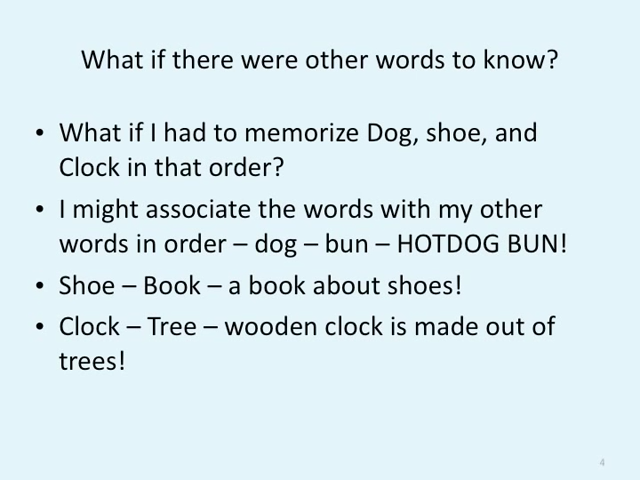 What if there were other words to know?
• What if I had to memorize Dog, shoe, and
Clock in that order?
• I might associate the words with my other
words in order – dog – bun – HOTDOG BUN!
• Shoe – Book – a book about shoes!
• Clock – Tree – wooden clock is made out of
trees!
4